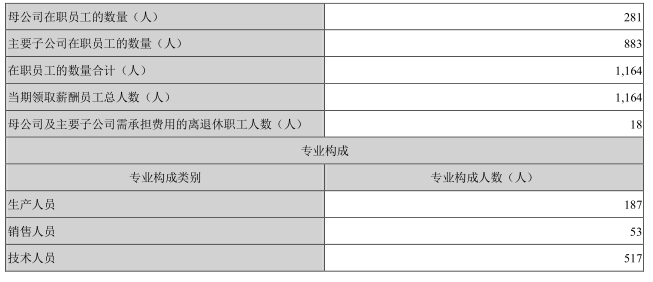 母公司在职员工的数量（人） 281
主要子公司在职员工的数量（人） 883
在职员工的数量合计（人） 1,164
当期领取薪酬员工总人数（人） 1,164
母公司及主要子公司需承担费用的离退休职工人数（人） 18
专业构成
专业构成类别 专业构成人数（人）
生产人员 187
销售人员 53
技术人员 517